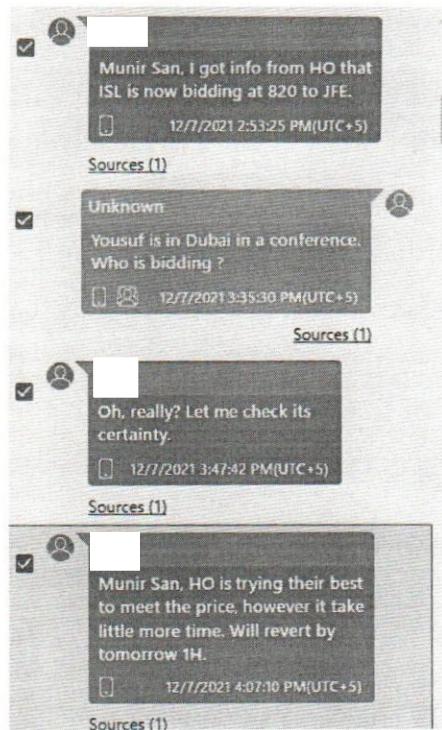 Munir San, I got info from HO that
ISL is now bidding at 820 to JFE.
12/7/2021 2:53:25 PM(UTC+5)
Sources (1)
Unknown
Yousuf is in Dubai in a conference.
Who is bidding ?
12/7/2021 3:35:30 PM(UTC+5)
Sources (1)
Oh, really? Let me check its
certainty.
12/7/2021 3:47:42 PM(UTC+5)
Sources (1)
Munir San, HO is trying their best
to meet the price, however it take
little more time. Will revert by
tomorrow 1H.
12/7/2021 4:07:10 PM(UTC+5)
Sources (1)